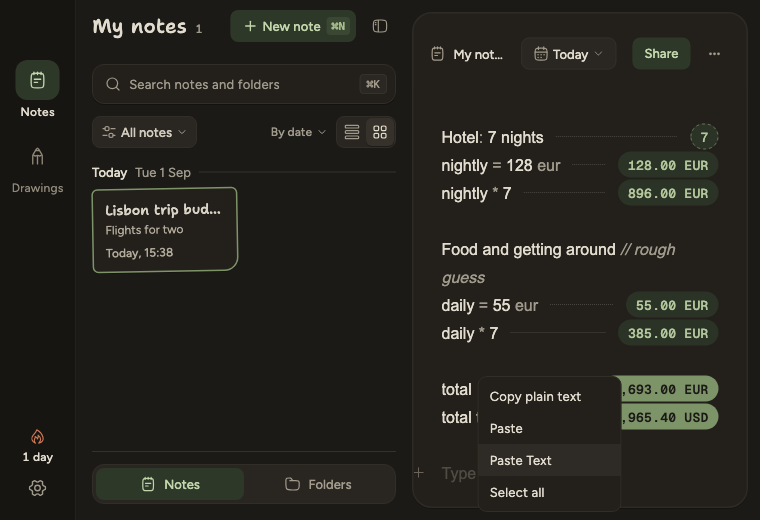 My notes 1
+ New note ⌘N
Search notes and folders ⌘K
All notes
By date
Today Tue 1 Sep
Lisbon trip bud...
Flights for two
Today, 15:38
Notes
Drawings
1 day
Notes
Folders
My not...
Today
Share
Hotel: 7 nights 7
nightly = 128 eur 128.00 EUR
nightly * 7 896.00 EUR
Food and getting around // rough
guess
daily = 55 eur 55.00 EUR
daily * 7 385.00 EUR
total ,693.00 EUR
total ,965.40 USD
Type
Copy plain text
Paste
Paste Text
Select all